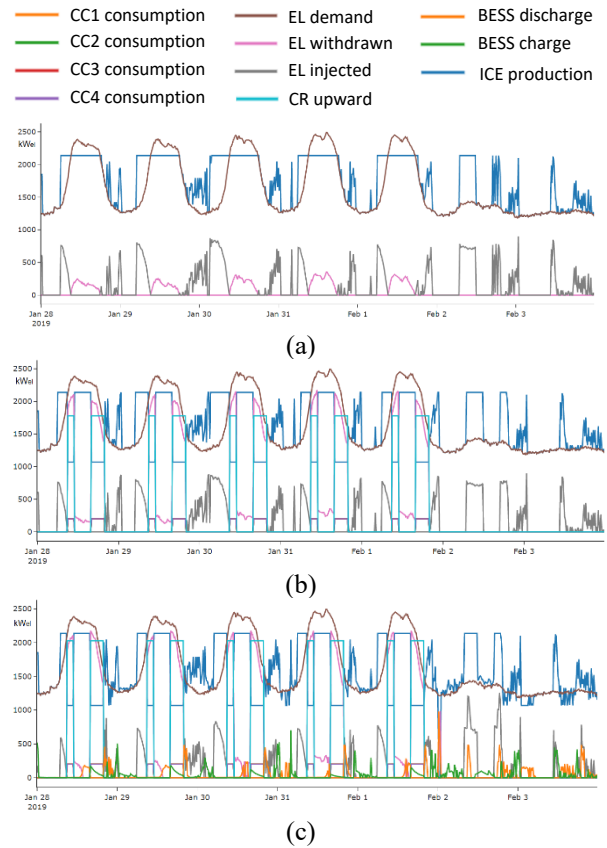 CC1 consumption EL demand BESS discharge
CC2 consumption EL withdrawn BESS charge
CC3 consumption EL injected ICE production
CC4 consumption CR upward
2500
kWel
2000
1500
1000
500
0
Jan 28 Jan 29 Jan 30 Jan 31 Feb 1 Feb 2 Feb 3
2019
(a)
2500
kWel
2000
1500
1000
500
0
Jan 28 Jan 29 Jan 30 Jan 31 Feb 1 Feb 2 Feb 3
2019
(b)
2500
kWel
2000
1500
1000
500
0
Jan 28 Jan 29 Jan 30 Jan 31 Feb 1 Feb 2 Feb 3
2019
(c)